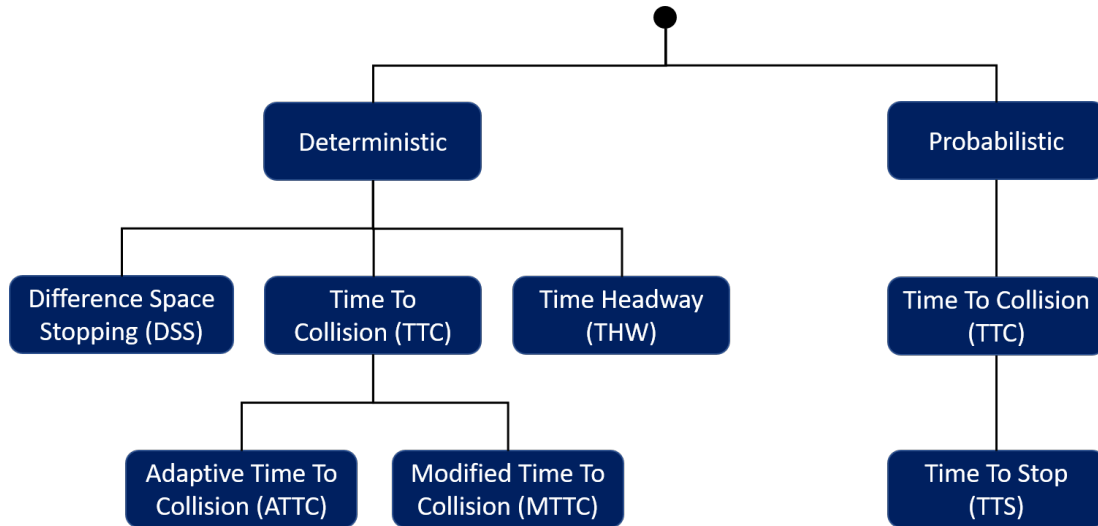 Deterministic
Probabilistic
Difference Space
Stopping (DSS)
Time To
Collision (TTC)
Time Headway
(THW)
Time To Collision
(TTC)
Adaptive Time To
Collision (ATTC)
Modified Time To
Collision (MTTC)
Time To Stop
(TTS)